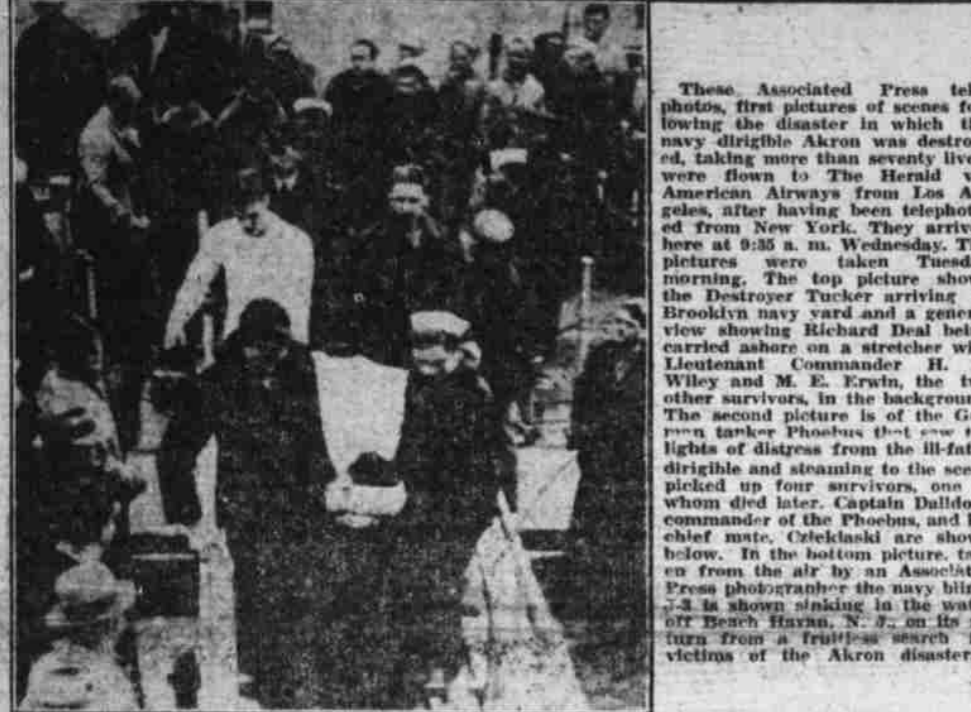 These Associated Press tel
photos, first pictures of scenes f
lowing the disaster in which t
navy dirigible Akron was destro
ed, taking more than seventy live
were flown to The Herald v
American Airways from Los A
geles, after having been telephot
ed from New York. They arrive
here at 9:35 a. m. Wednesday. T
pictures were taken Tuesd
morning. The top picture show
the Destroyer Tucker arriving
Brooklyn navy yard and a gener
view showing Richard Deal bei
carried ashore on a stretcher wi
Lieutenant Commander H.
Wiley and M. E. Erwin, the t
other survivors, in the backgroun
The second picture is of the G
man tanker Phoebus that saw t
lights of distress from the ill-fat
dirigible and steaming to the scen
picked up four survivors, one
whom died later. Captain Dalldo
commander of the Phoebus, and
chief mate, Czieklaski are show
below. In the bottom picture, ta
en from the air by an Associat
Press photographer the navy blim
J-3 is shown sinking in the wat
off Beach Havan, N. J., on its
turn from a fruitless search
victims of the Akron disaster